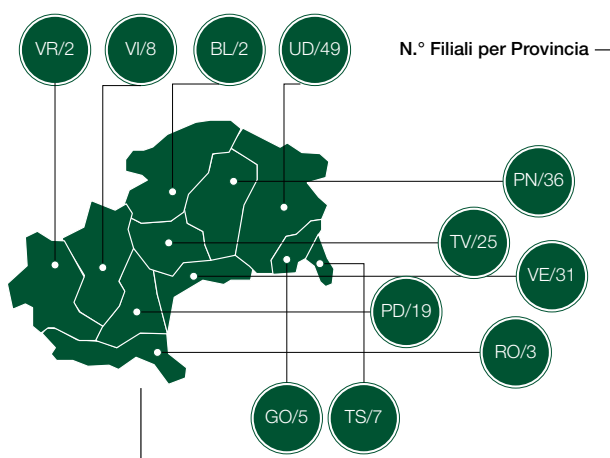 VR/2
VI/8
BL/2
UD/49
N.° Filiali per Provincia
PN/36
TV/25
VE/31
PD/19
RO/3
GO/5
TS/7